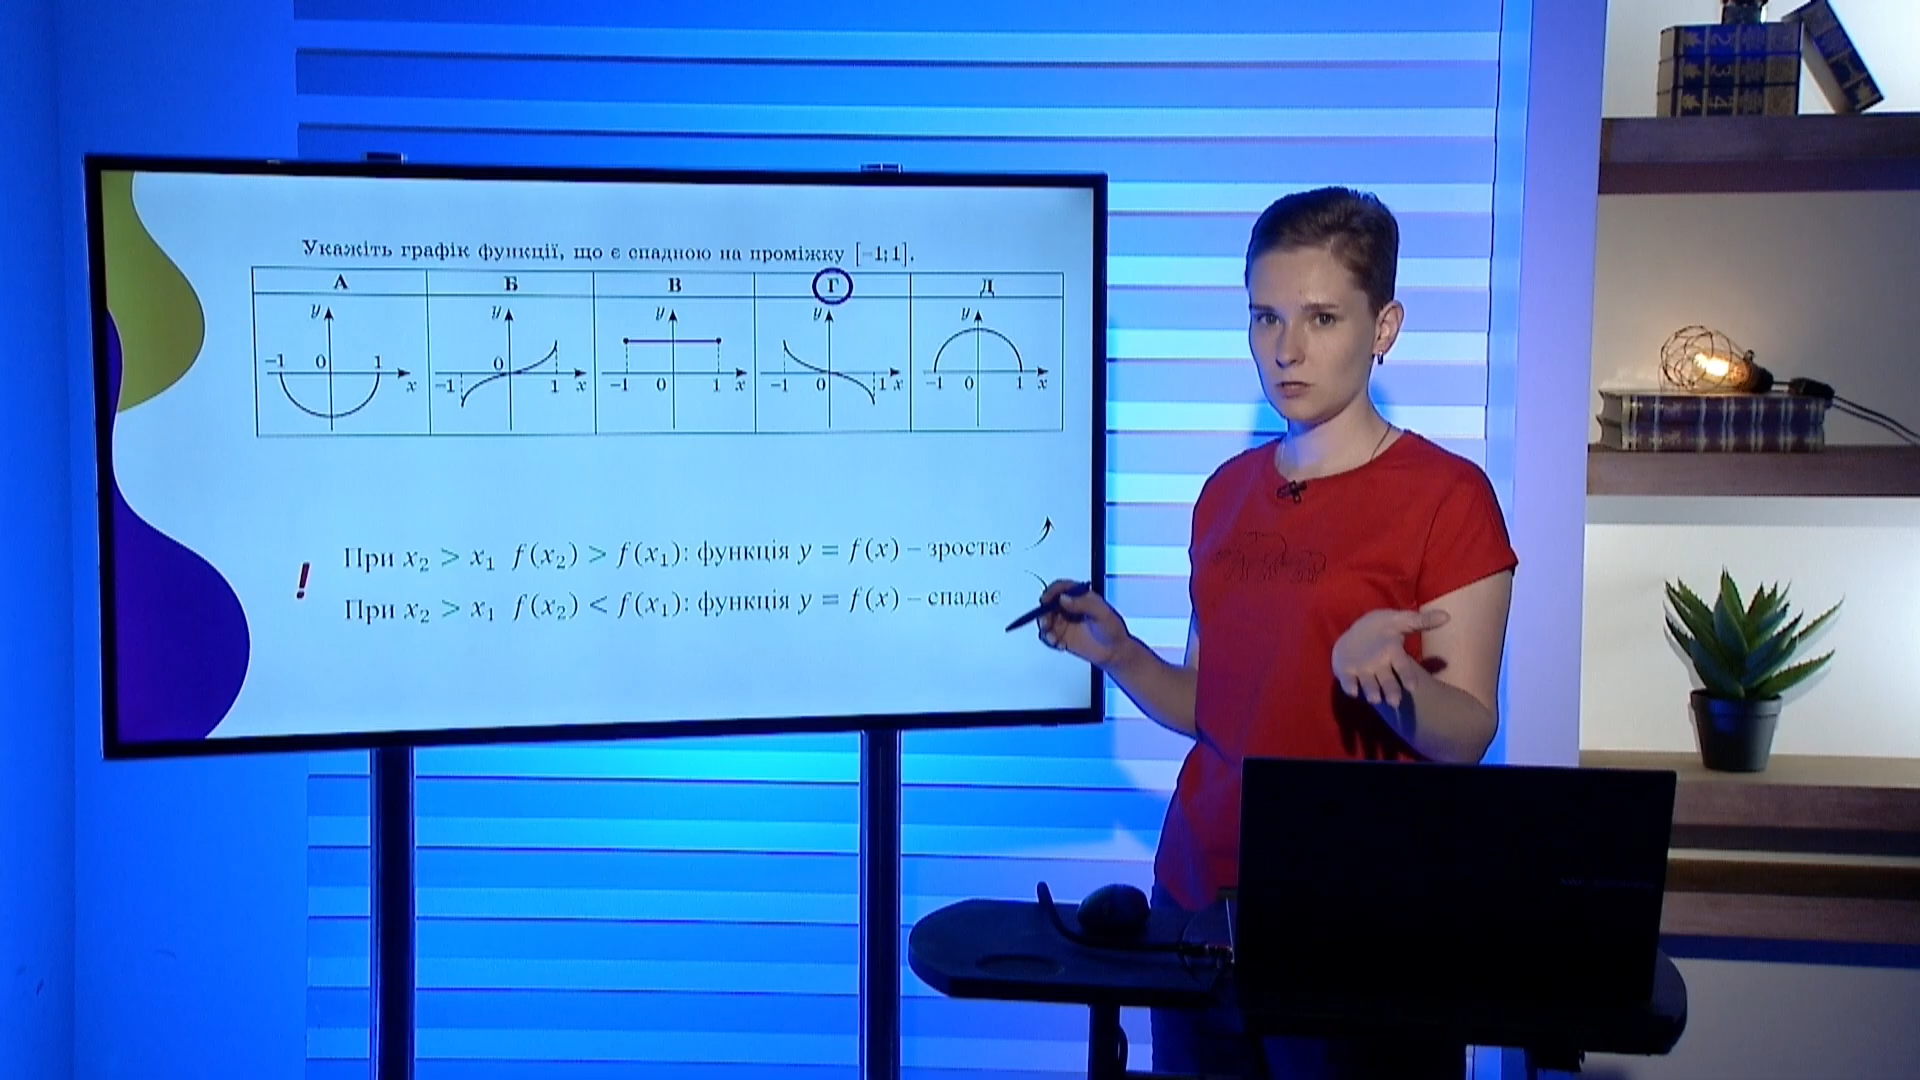 Укажіть графік функції, що є спадною на проміжку [−1;1].
А Б В Г Д
y y y y y
−1 0 1 x 0 −1 1 x −1 0 1 x −1 0 1 x −1 0 1 x
! При x₂ > x₁ f(x₂) > f(x₁): функція y = f(x) – зростає
При x₂ > x₁ f(x₂) < f(x₁): функція y = f(x) – спадає